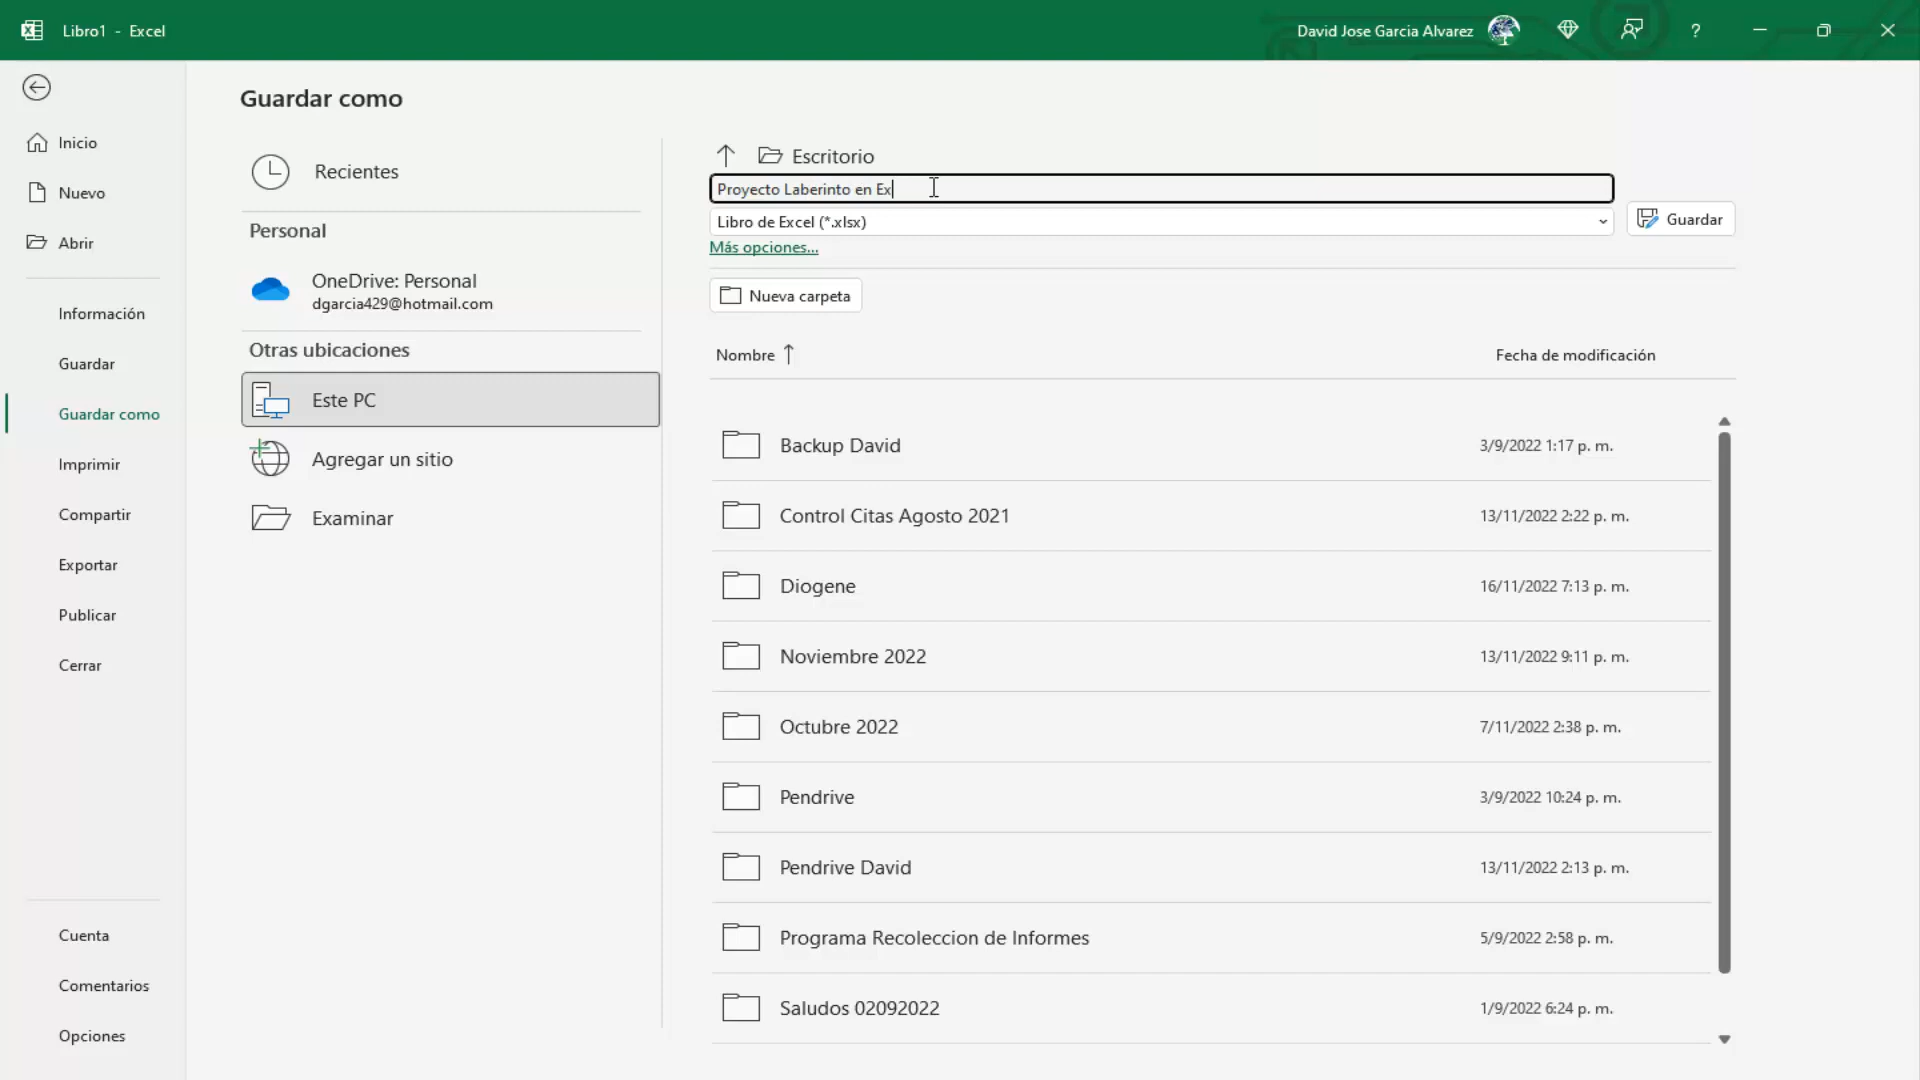 Libro1 - Excel
David Jose Garcia Alvarez
?
Inicio
Nuevo
Abrir
Información
Guardar
Guardar como
Imprimir
Compartir
Exportar
Publicar
Cerrar
Cuenta
Comentarios
Opciones
Guardar como
Recientes
Personal
OneDrive: Personal
dgarcia429@hotmail.com
Otras ubicaciones
Este PC
Agregar un sitio
Examinar
Escritorio
Proyecto Laberinto en Ex
Libro de Excel (*.xlsx)
Guardar
Más opciones...
Nueva carpeta
Nombre Fecha de modificación
Backup David 3/9/2022 1:17 p. m.
Control Citas Agosto 2021 13/11/2022 2:22 p. m.
Diogene 16/11/2022 7:13 p. m.
Noviembre 2022 13/11/2022 9:11 p. m.
Octubre 2022 7/11/2022 2:38 p. m.
Pendrive 3/9/2022 10:24 p. m.
Pendrive David 13/11/2022 2:13 p. m.
Programa Recoleccion de Informes 5/9/2022 2:58 p. m.
Saludos 02092022 1/9/2022 6:24 p. m.